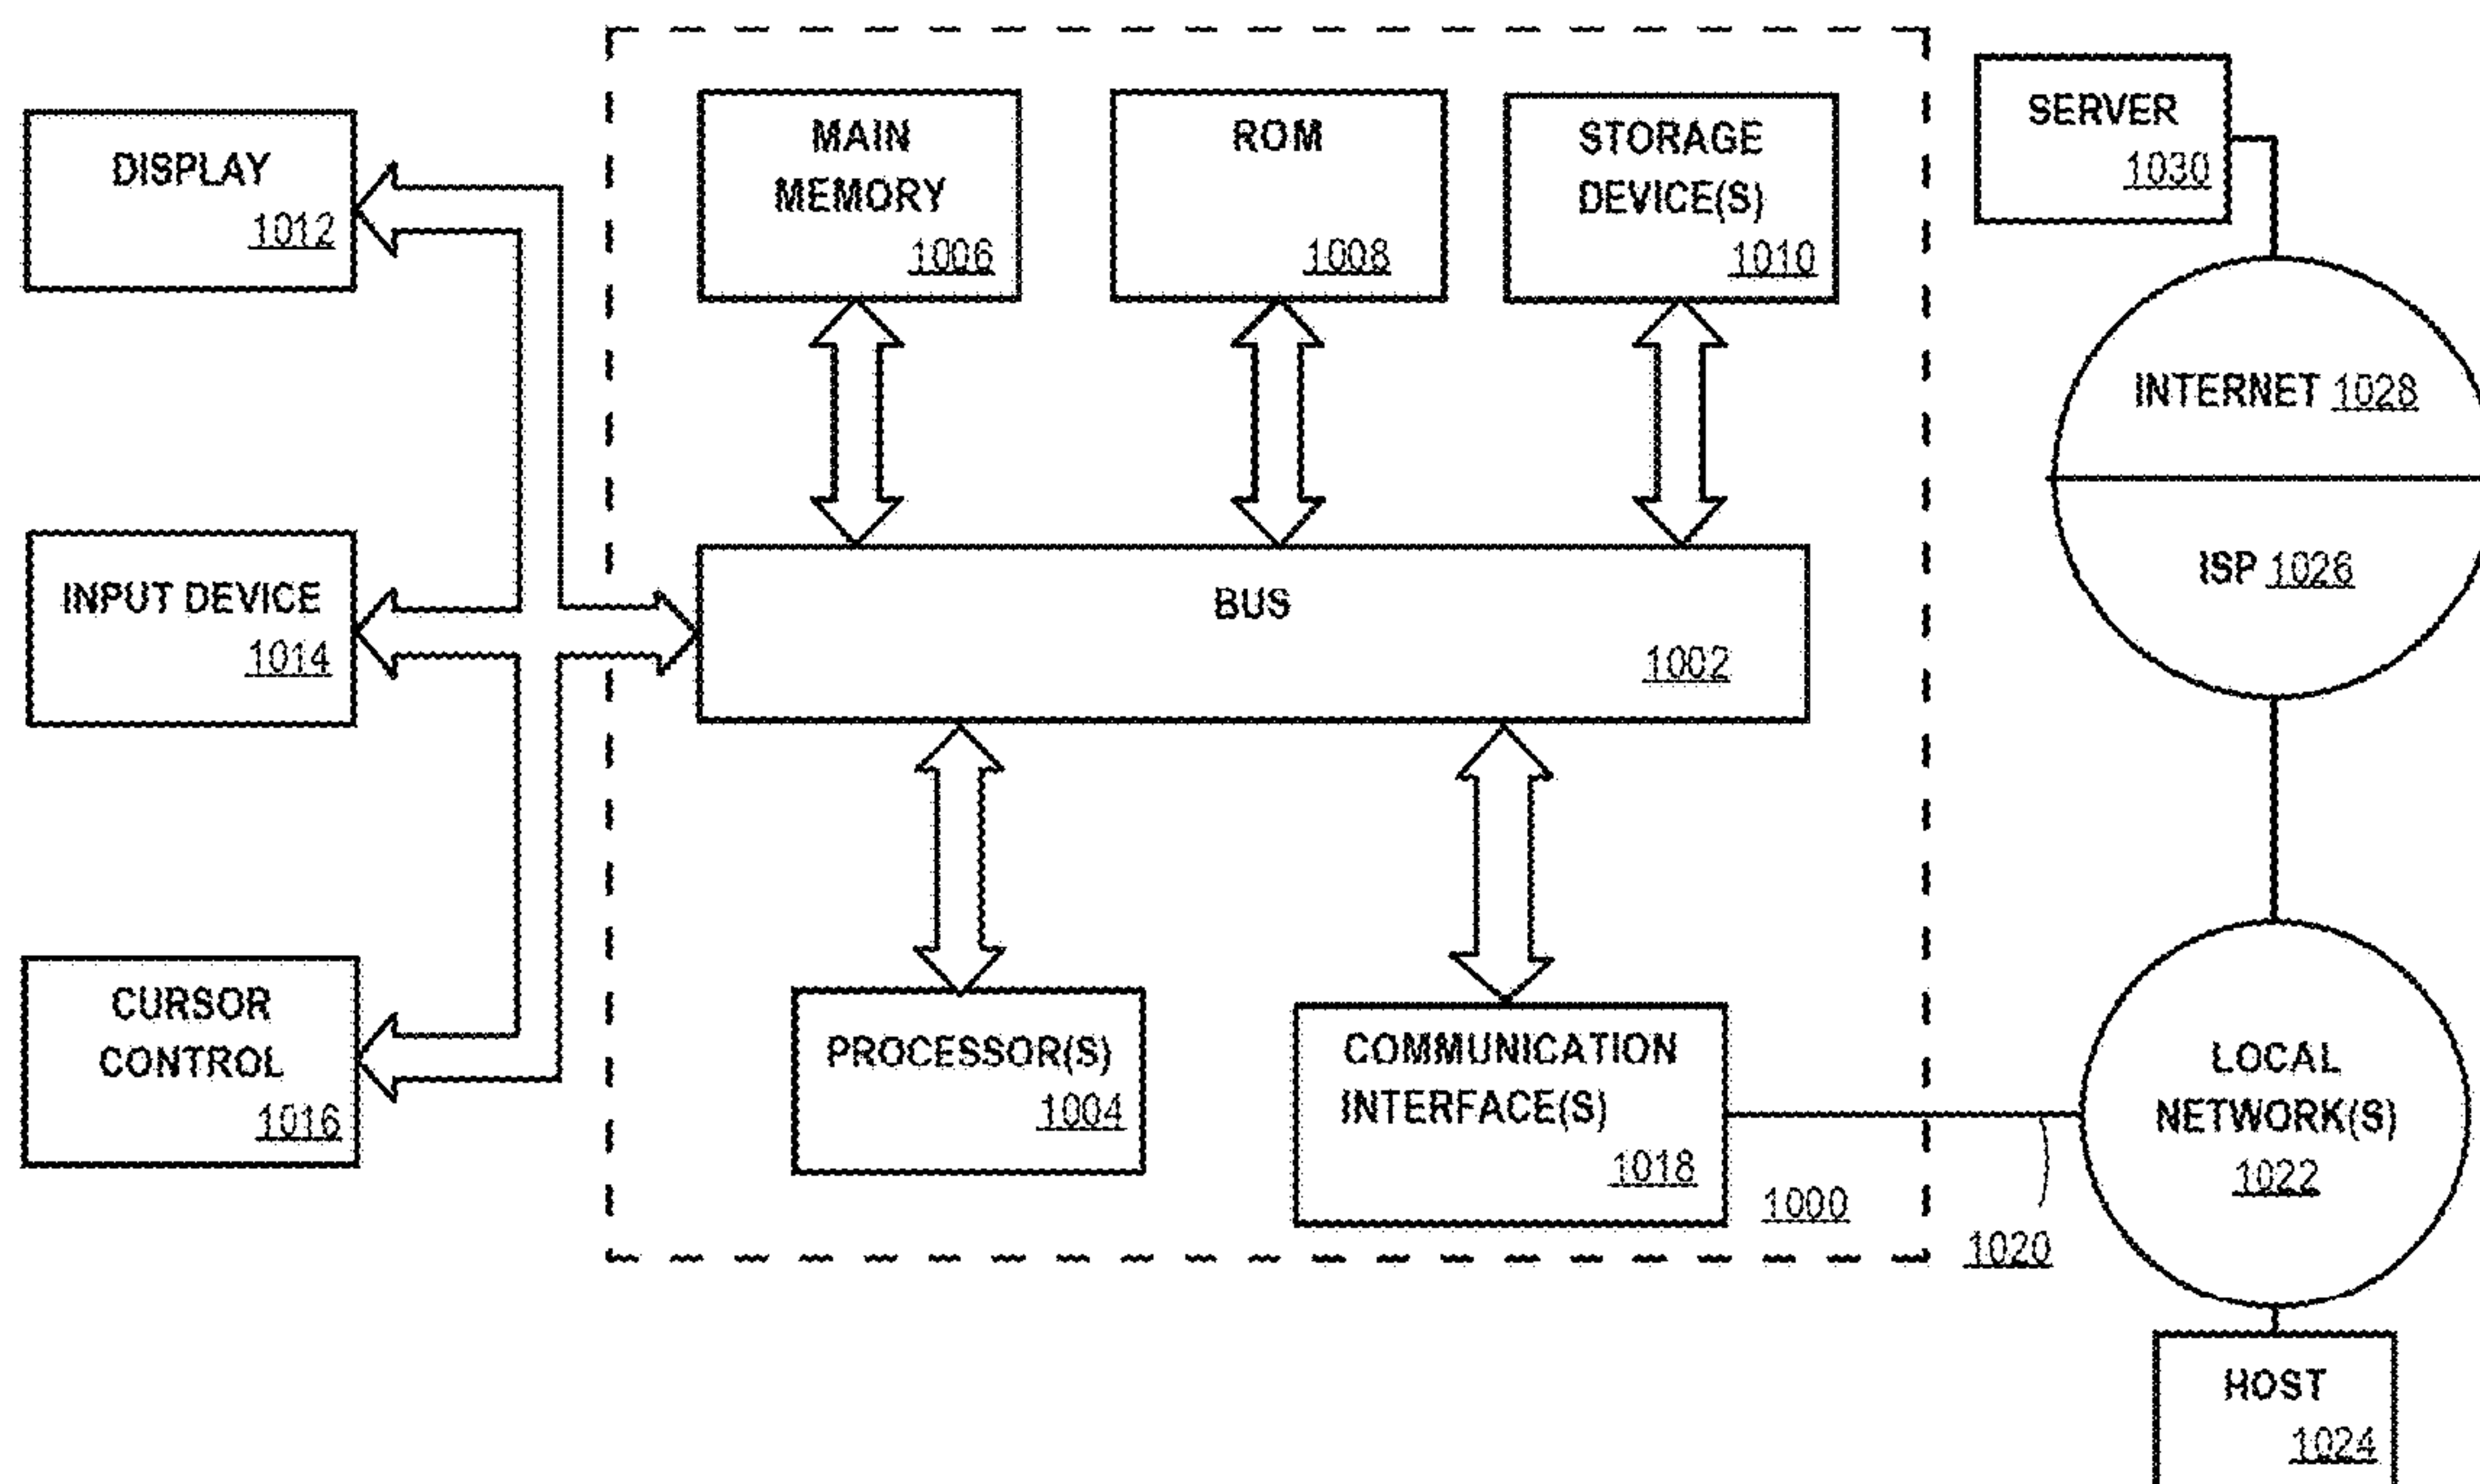 DISPLAY
1012
INPUT DEVICE
1014
CURSOR
CONTROL
1016
MAIN
MEMORY
1006
ROM
1008
STORAGE
DEVICE(S)
1010
BUS
1002
PROCESSOR(S)
1004
COMMUNICATION
INTERFACE(S)
1018
1000
1020
SERVER
1030
INTERNET 1028
ISP 1026
LOCAL
NETWORK(S)
1022
HOST
1024